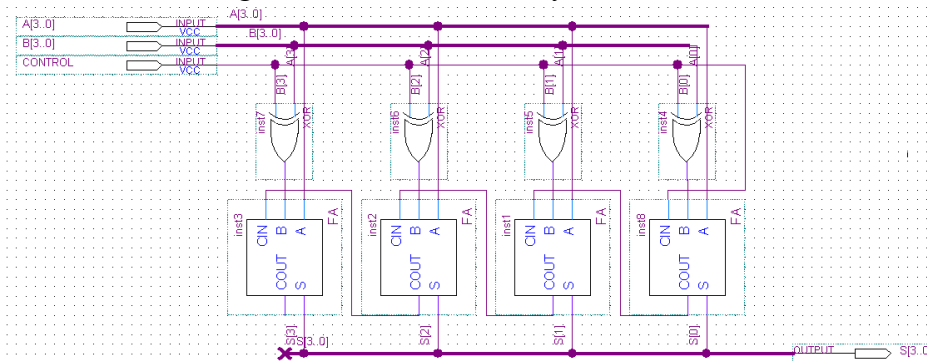 A[3..0]
A[3..0] INPUT
VCC
B[3..0]
B[3..0] INPUT
VCC
CONTROL INPUT
VCC
A[3] A[2] A[1] A[0]
B[3] B[2] B[1] B[0]
inst7 XOR inst6 XOR inst5 XOR inst4 XOR
inst3 FA inst2 FA inst1 FA inst8 FA
CIN B A CIN B A CIN B A CIN B A
COUT S COUT S COUT S COUT S
S[3] S[2] S[1] S[0]
S[3..0]
OUTPUT S[3..0